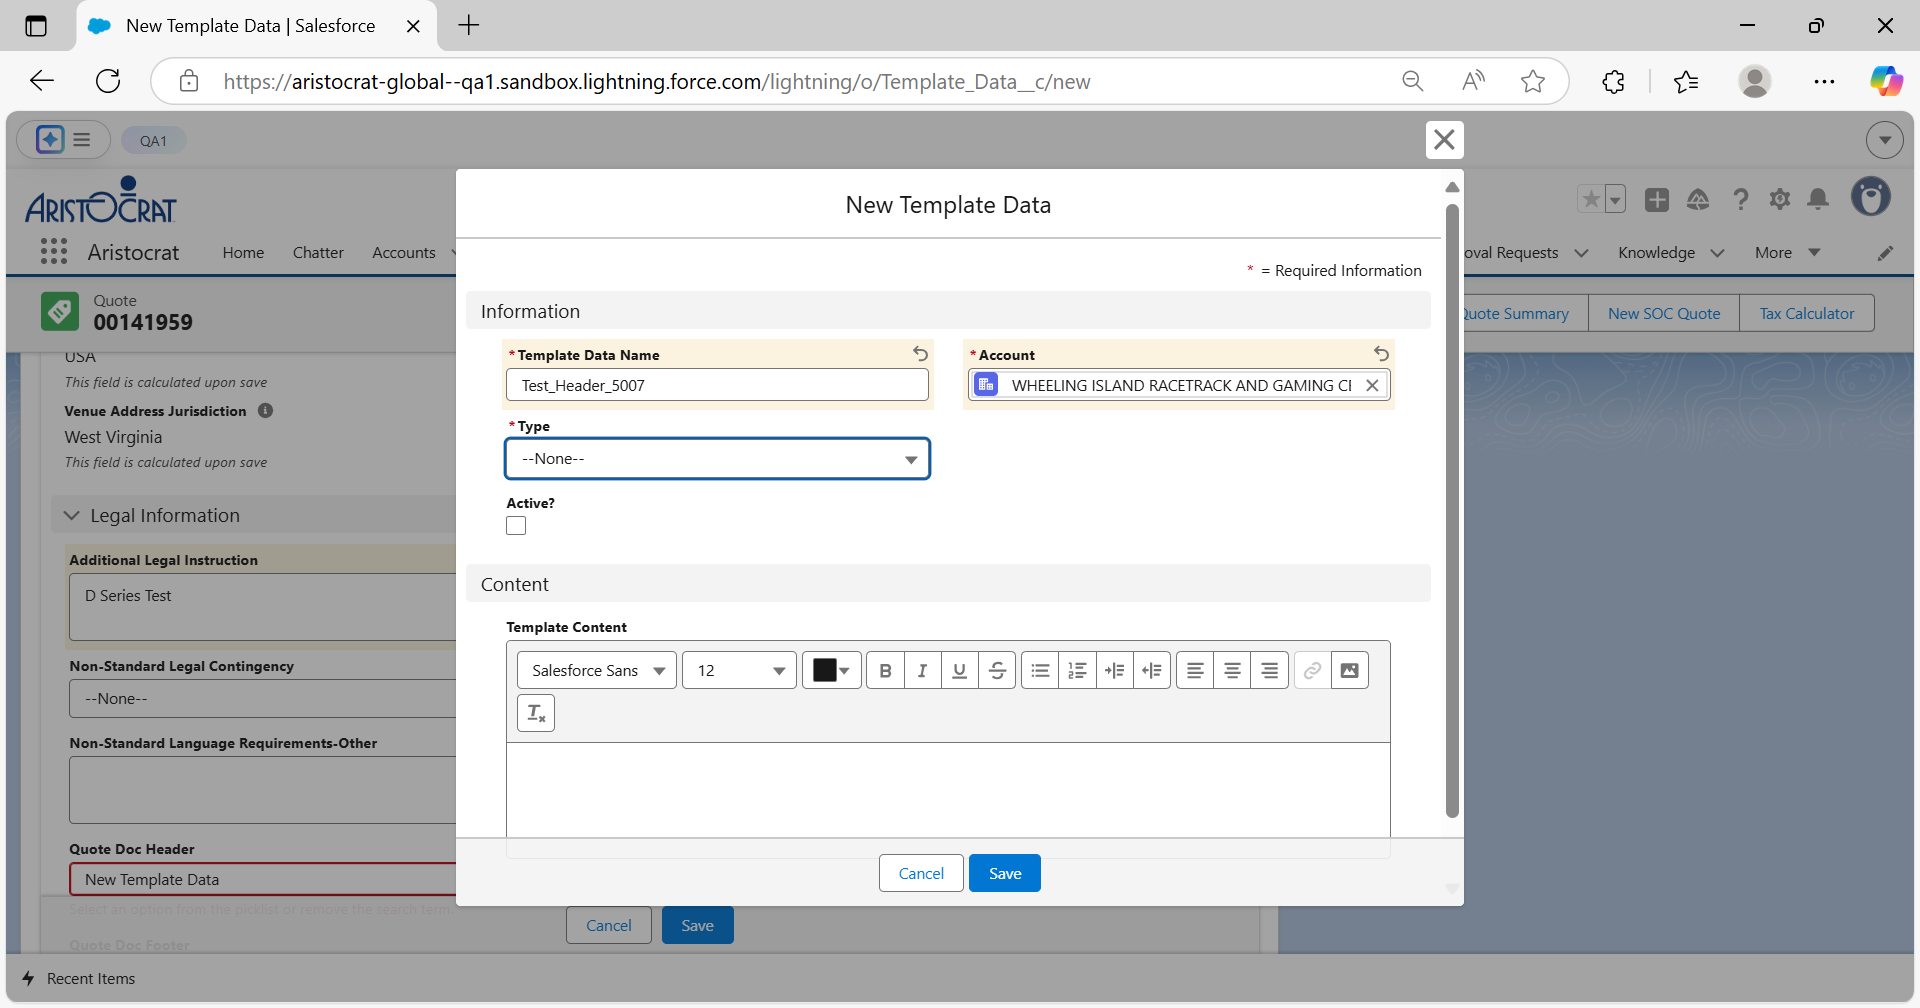 New Template Data | Salesforce
https://aristocrat-global--qa1.sandbox.lightning.force.com/lightning/o/Template_Data__c/new
QA1
ARISTOCRAT
Aristocrat
Home
Chatter
Accounts
oval Requests
Knowledge
More
Quote
00141959
Quote Summary
New SOC Quote
Tax Calculator
USA
This field is calculated upon save
Venue Address Jurisdiction
West Virginia
This field is calculated upon save
Legal Information
Additional Legal Instruction
D Series Test
Non-Standard Legal Contingency
--None--
Non-Standard Language Requirements-Other
Quote Doc Header
New Template Data
Select an option from the picklist or remove the search term.
Quote Doc Footer
Cancel
Save
Recent Items
New Template Data
* = Required Information
Information
*Template Data Name
Test_Header_5007
*Account
WHEELING ISLAND RACETRACK AND GAMING CE
*Type
--None--
Active?
Content
Template Content
Salesforce Sans
12
Cancel
Save